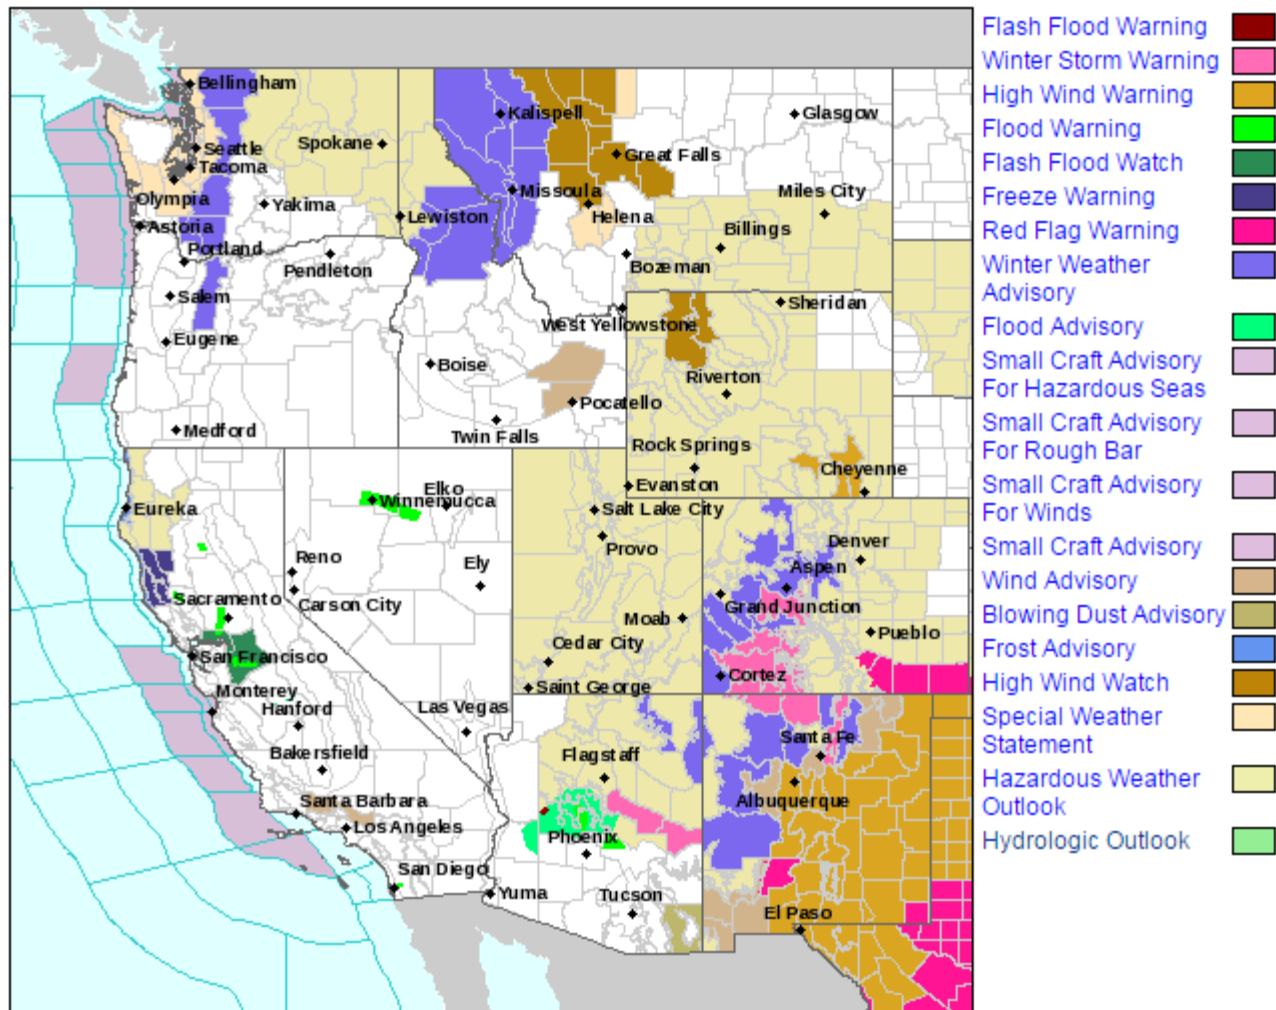 Flash Flood Warning
Winter Storm Warning
High Wind Warning
Flood Warning
Flash Flood Watch
Freeze Warning
Red Flag Warning
Winter Weather
Advisory
Flood Advisory
Small Craft Advisory
For Hazardous Seas
Small Craft Advisory
For Rough Bar
Small Craft Advisory
For Winds
Small Craft Advisory
Wind Advisory
Blowing Dust Advisory
Frost Advisory
High Wind Watch
Special Weather
Statement
Hazardous Weather
Outlook
Hydrologic Outlook
Bellingham
Kalispell
Glasgow
Seattle
Spokane
Great Falls
Tacoma
Missoula
Miles City
Olympia
Yakima
Lewiston
Helena
Astoria
Billings
Portland
Pendleton
Bozeman
Salem
Sheridan
West Yellowstone
Eugene
Boise
Riverton
Pocatello
Medford
Twin Falls
Rock Springs
Cheyenne
Evanston
Elko
Winnemucca
Eureka
Salt Lake City
Provo
Denver
Reno
Ely
Aspen
Sacramento
Carson City
Grand Junction
Moab
Pueblo
Cedar City
San Francisco
Cortez
Saint George
Monterey
Hanford
Las Vegas
Santa Fe
Bakersfield
Flagstaff
Santa Barbara
Albuquerque
Los Angeles
Phoenix
San Diego
Yuma
Tucson
El Paso